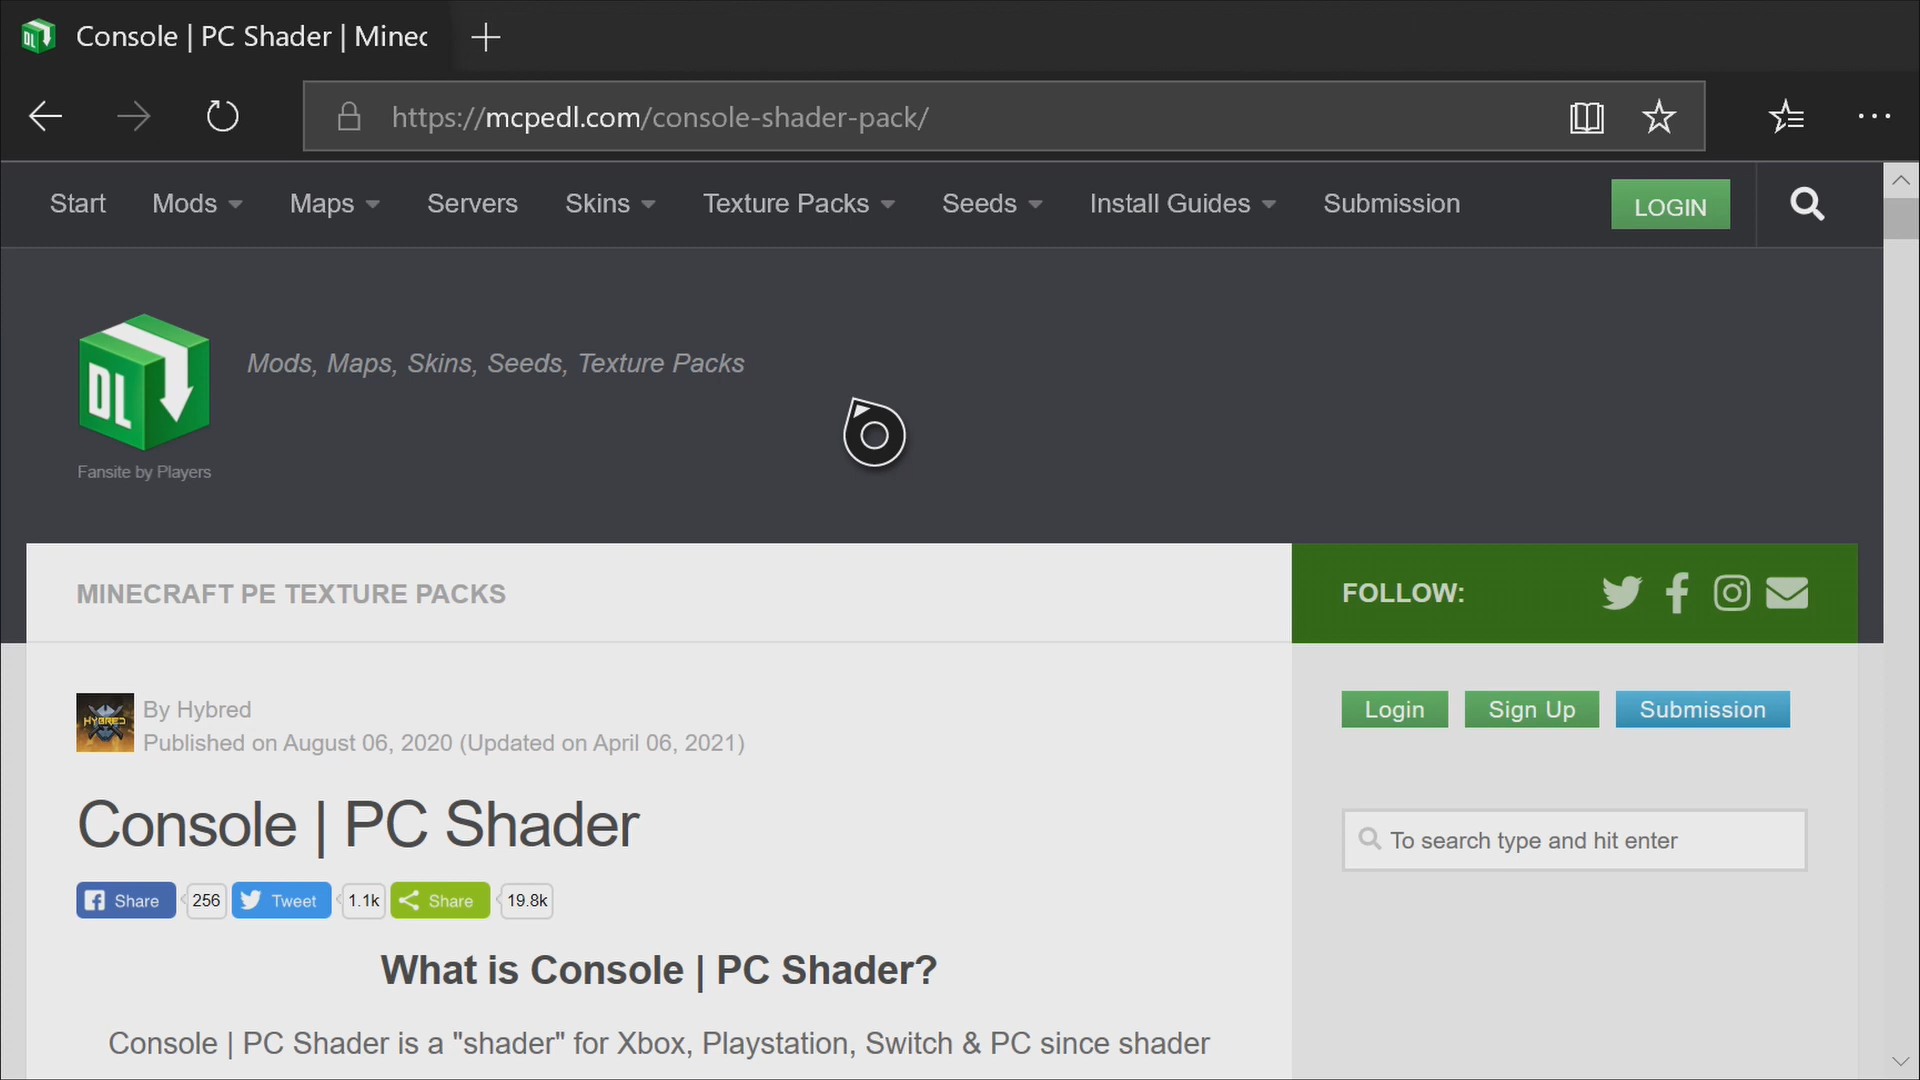 Console | PC Shader | Minec
https://mcpedl.com/console-shader-pack/
Start Mods Maps Servers Skins Texture Packs Seeds Install Guides Submission LOGIN
DL
Mods, Maps, Skins, Seeds, Texture Packs
Fansite by Players
MINECRAFT PE TEXTURE PACKS
FOLLOW:
HYBRED
By Hybred
Published on August 06, 2020 (Updated on April 06, 2021)
Login Sign Up Submission
Console | PC Shader
To search type and hit enter
Share 256 Tweet 1.1k Share 19.8k
What is Console | PC Shader?
Console | PC Shader is a "shader" for Xbox, Playstation, Switch & PC since shader